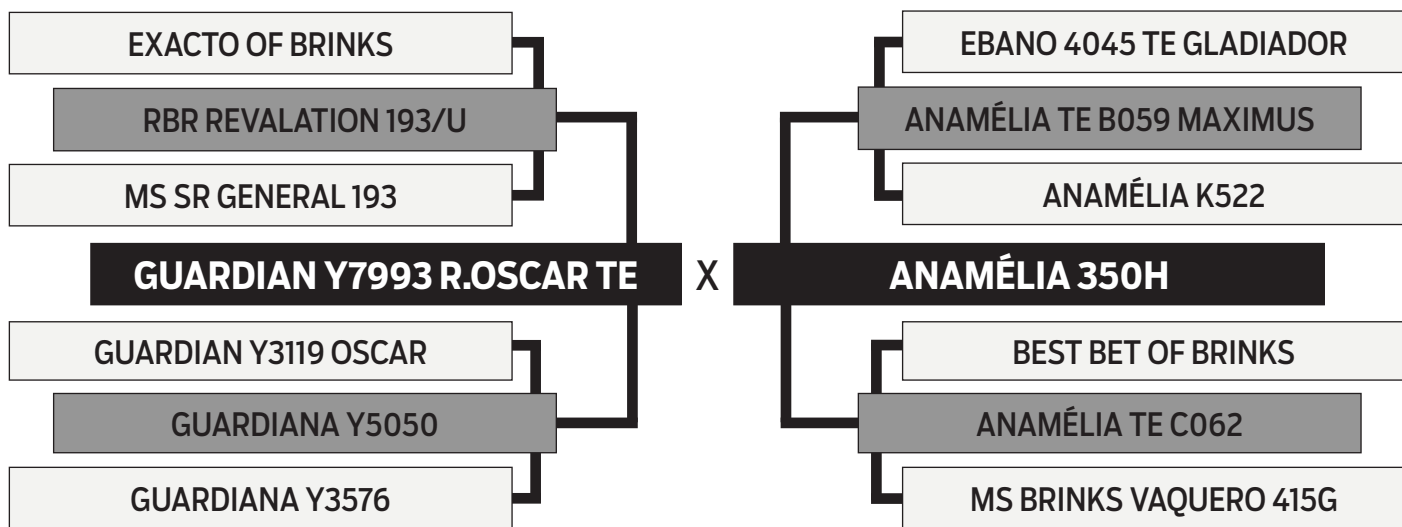 EXACTO OF BRINKS
RBR REVALATION 193/U
MS SR GENERAL 193
GUARDIAN Y7993 R.OSCAR TE
GUARDIAN Y3119 OSCAR
GUARDIANA Y5050
GUARDIANA Y3576
X
EBANO 4045 TE GLADIADOR
ANAMÉLIA TE B059 MAXIMUS
ANAMÉLIA K522
ANAMÉLIA 350H
BEST BET OF BRINKS
ANAMÉLIA TE C062
MS BRINKS VAQUERO 415G